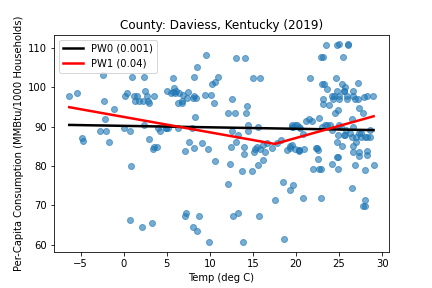 County: Daviess, Kentucky (2019)
PW0 (0.001)
PW1 (0.04)
Per-Capita Consumption (MMBtu/1000 Households)
110
100
90
80
70
60
−5 0 5 10 15 20 25 30
Temp (deg C)